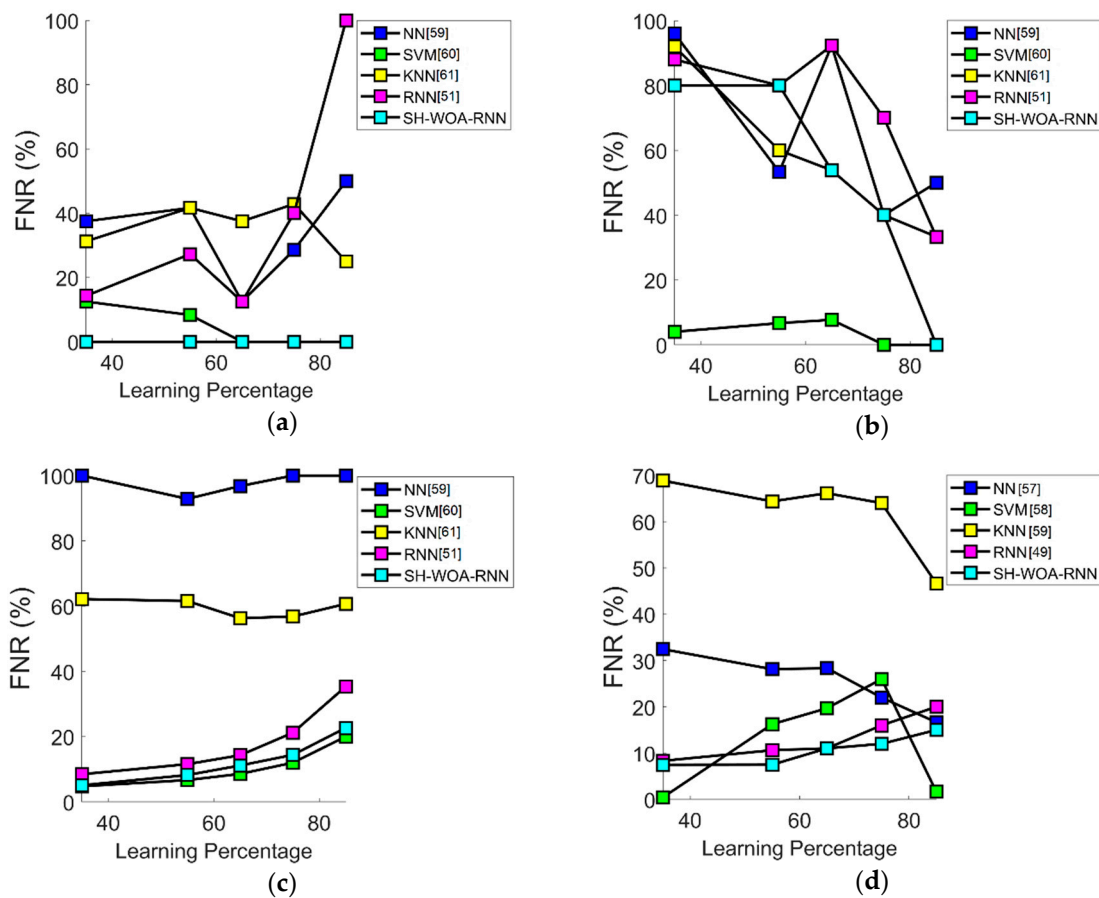 100
80
60
40
20
0
FNR (%)
40
60
80
Learning Percentage
NN[59]
SVM[60]
KNN[61]
RNN[51]
SH-WOA-RNN
(a)
100
80
60
40
20
0
FNR (%)
40
60
80
Learning Percentage
NN[59]
SVM[60]
KNN[61]
RNN[51]
SH-WOA-RNN
(b)
100
80
60
40
20
0
FNR (%)
40
60
80
Learning Percentage
NN[59]
SVM[60]
KNN[61]
RNN[51]
SH-WOA-RNN
(c)
70
60
50
40
30
20
10
0
FNR (%)
40
60
80
Learning Percentage
NN[57]
SVM[58]
KNN[59]
RNN[49]
SH-WOA-RNN
(d)